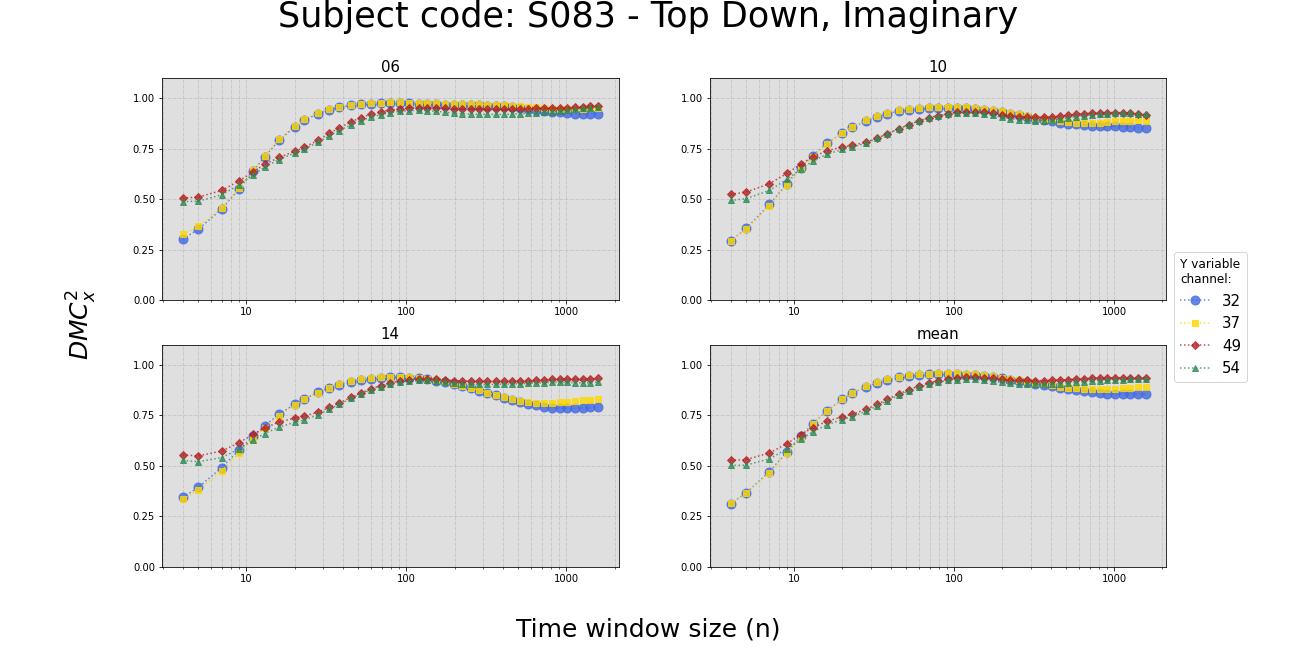 Subject code: S083 - Top Down, Imaginary
06
1.00
0.75
0.50
0.25
0.00
10 100 1000
10
1.00
0.75
0.50
0.25
0.00
10 100 1000
14
1.00
0.75
0.50
0.25
0.00
10 100 1000
mean
1.00
0.75
0.50
0.25
0.00
10 100 1000
DMC²ₓ
Y variable
channel:
32
37
49
54
Time window size (n)